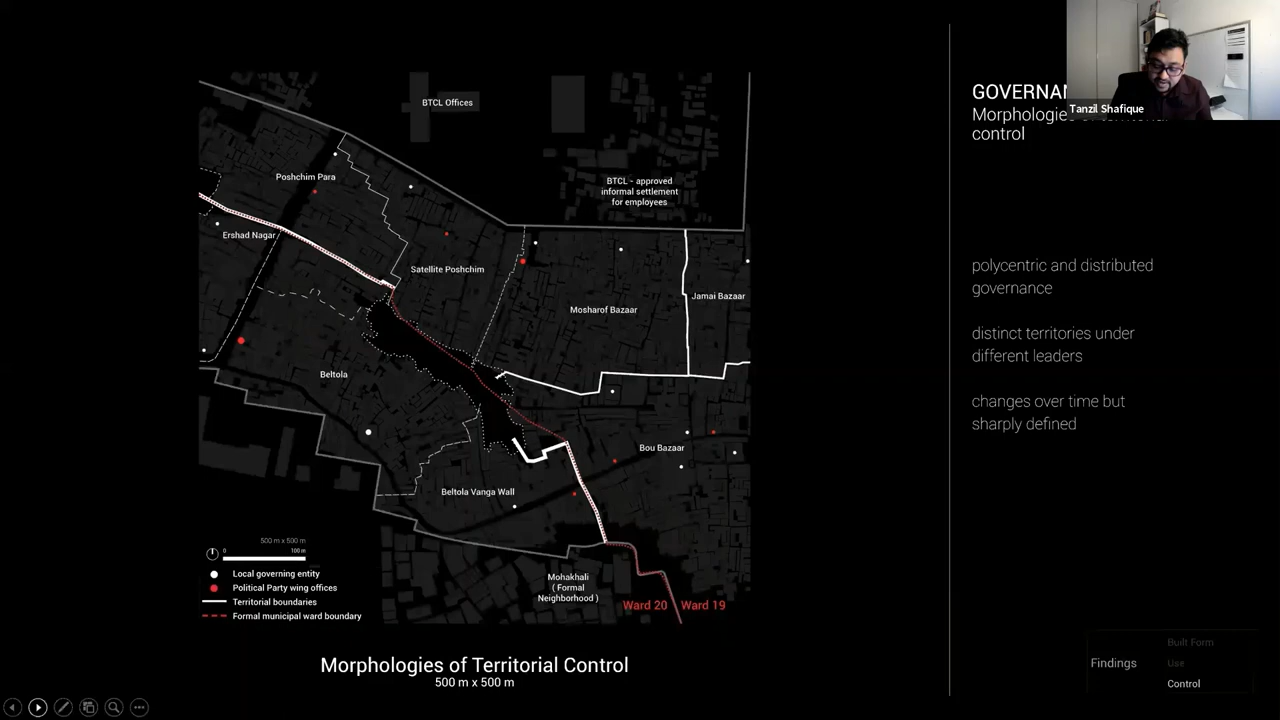 BTCL Offices
BTCL - approved
informal settlement
for employees
Poshchim Para
Ershad Nagar
Satellite Poshchim
Mosharof Bazaar
Jamai Bazaar
Beltola
Bou Bazaar
Beltola Vanga Wall
Mohakhali
( Formal
Neighborhood )
Ward 20
Ward 19
500 m x 500 m
0
100 m
Local governing entity
Political Party wing offices
Territorial boundaries
Formal municipal ward boundary
Morphologies of Territorial Control
500 m x 500 m
Tanzil Shafique
Morphologies
control
polycentric and distributed
governance
distinct territories under
different leaders
changes over time but
sharply defined
Findings
Built Form
Use
Control